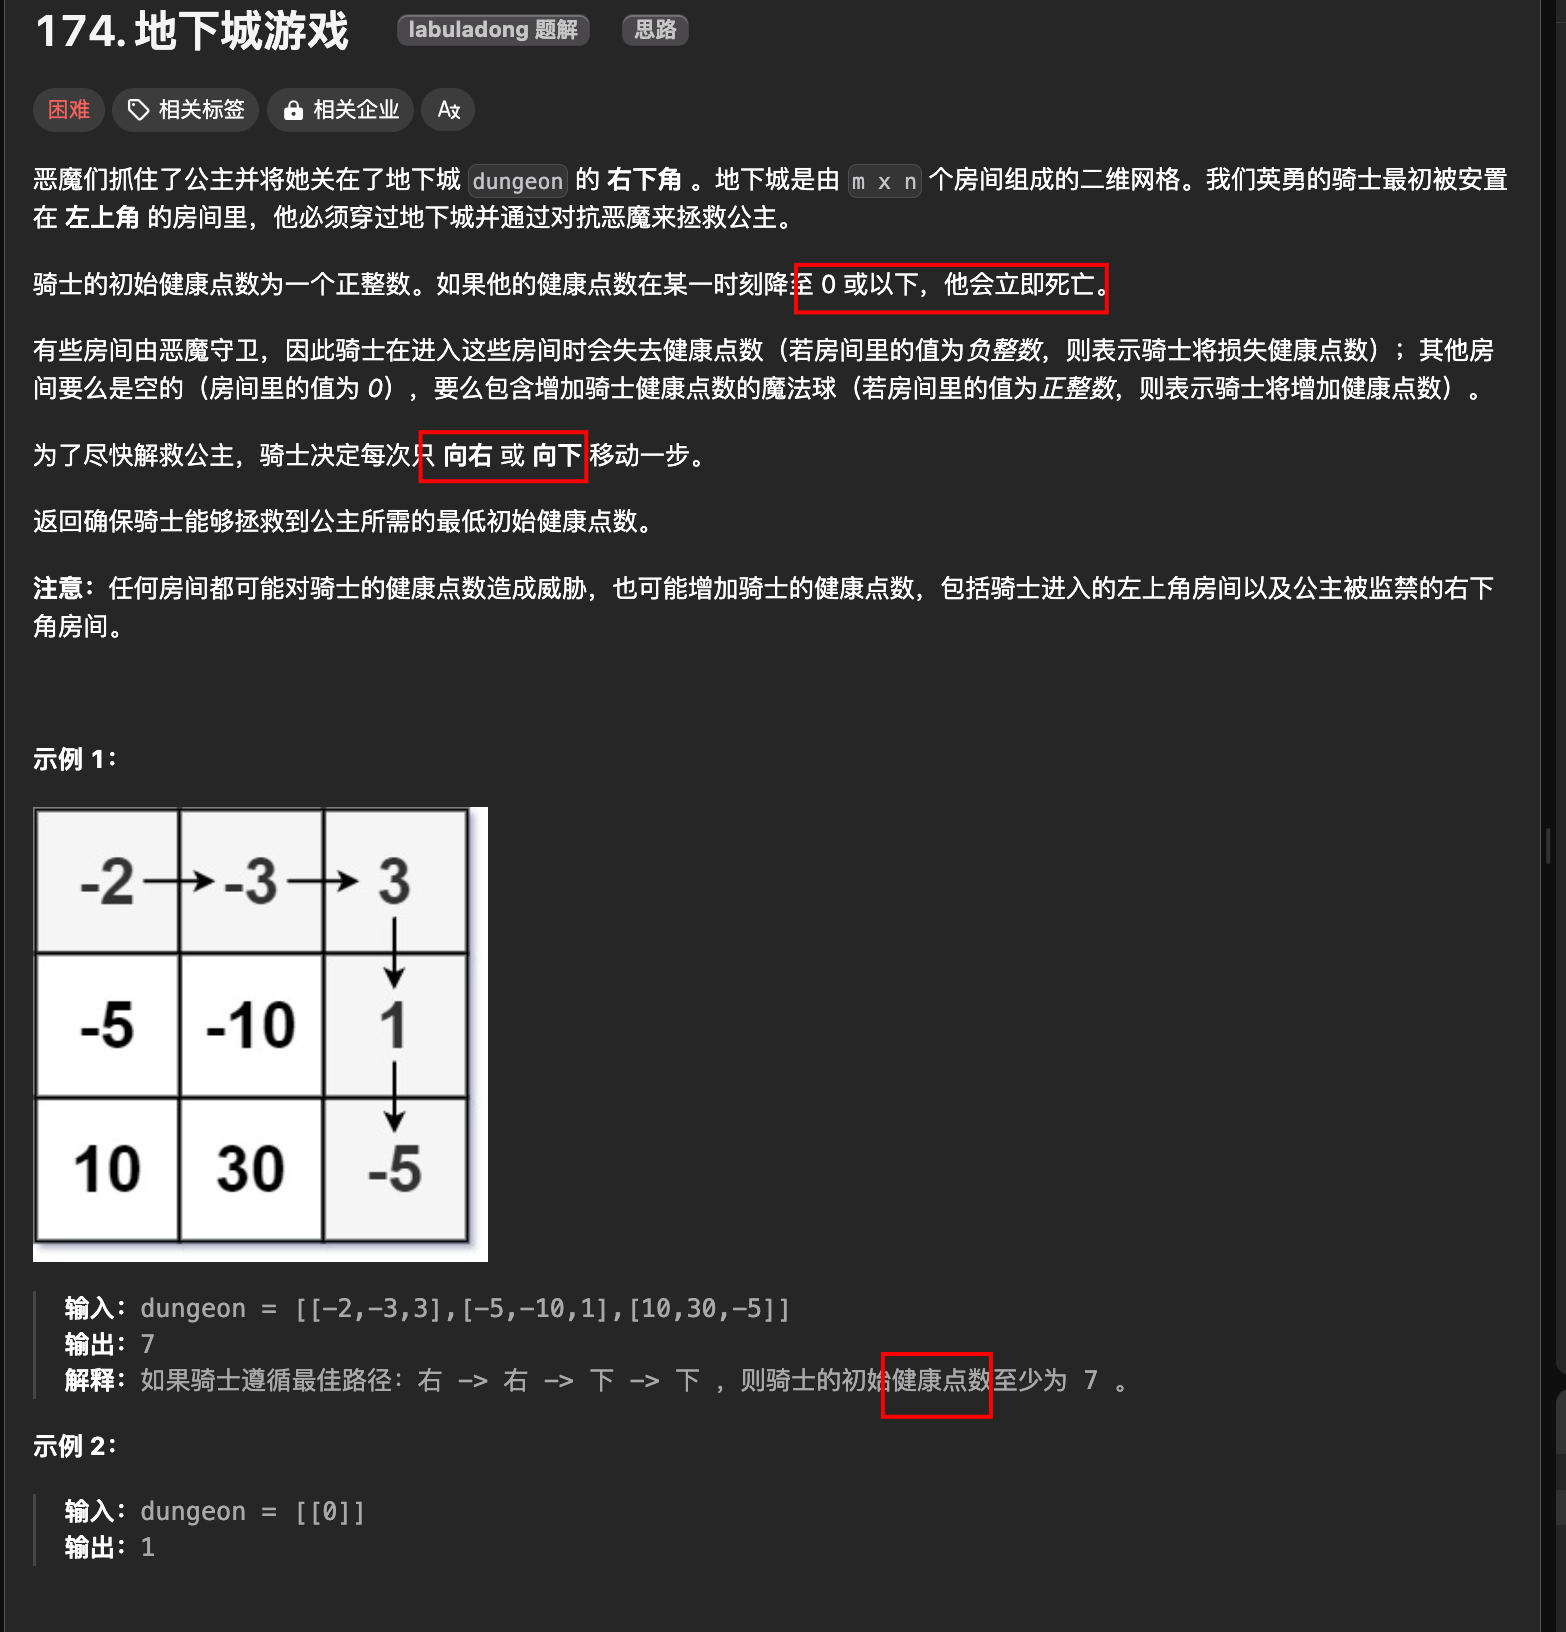 174. 地下城游戏 labuladong 题解 思路
困难 相关标签 相关企业
恶魔们抓住了公主并将她关在了地下城 dungeon 的 右下角 。地下城是由 m x n 个房间组成的二维网格。我们英勇的骑士最初被安置
在 左上角 的房间里，他必须穿过地下城并通过对抗恶魔来拯救公主。
骑士的初始健康点数为一个正整数。如果他的健康点数在某一时刻降至 0 或以下，他会立即死亡。
有些房间由恶魔守卫，因此骑士在进入这些房间时会失去健康点数（若房间里的值为负整数，则表示骑士将损失健康点数）；其他房
间要么是空的（房间里的值为 0），要么包含增加骑士健康点数的魔法球（若房间里的值为正整数，则表示骑士将增加健康点数）。
为了尽快解救公主，骑士决定每次只 向右 或 向下 移动一步。
返回确保骑士能够拯救到公主所需的最低初始健康点数。
注意：任何房间都可能对骑士的健康点数造成威胁，也可能增加骑士的健康点数，包括骑士进入的左上角房间以及公主被监禁的右下
角房间。
示例 1：
-2 -3 3
-5 -10 1
10 30 -5
输入：dungeon = [[-2,-3,3],[-5,-10,1],[10,30,-5]]
输出：7
解释：如果骑士遵循最佳路径：右 -> 右 -> 下 -> 下 ，则骑士的初始健康点数至少为 7 。
示例 2：
输入：dungeon = [[0]]
输出：1